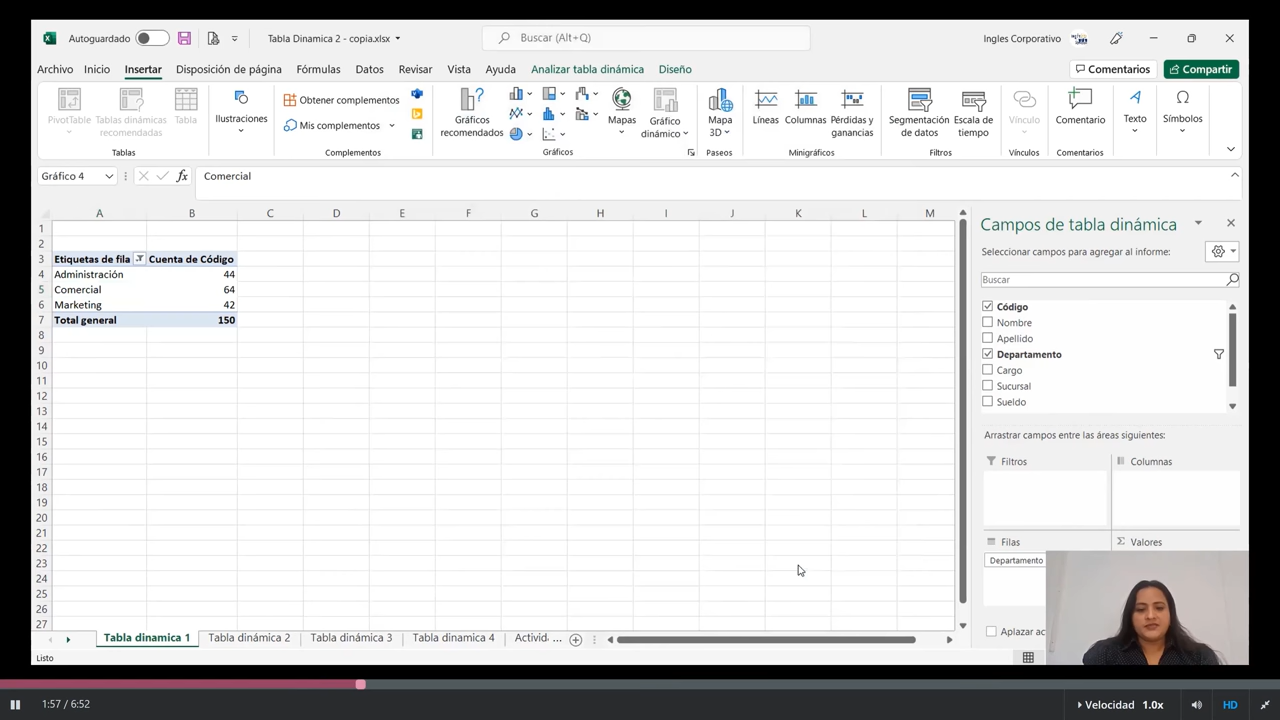 Autoguardado
Tabla Dinamica 2 - copia.xlsx
Buscar (Alt+Q)
Ingles Corporativo
Archivo Inicio Insertar Disposición de página Fórmulas Datos Revisar Vista Ayuda Analizar tabla dinámica Diseño
Comentarios
Compartir
PivotTable
Tablas dinámicas recomendadas
Tabla
Tablas
Ilustraciones
Obtener complementos
Mis complementos
Complementos
Gráficos recomendados
Mapas
Gráfico dinámico
Gráficos
Mapa 3D
Paseos
Líneas
Columnas
Pérdidas y ganancias
Minigráficos
Segmentación de datos
Escala de tiempo
Filtros
Vínculo
Vínculos
Comentario
Comentarios
Texto
Símbolos
Gráfico 4
fx
Comercial
A B C D E F G H I J K L M
1
2
3 Etiquetas de fila Cuenta de Código
4 Administración 44
5 Comercial 64
6 Marketing 42
7 Total general 150
8
9
10
11
12
13
14
15
16
17
18
19
20
21
22
23
24
25
26
27
Campos de tabla dinámica
Seleccionar campos para agregar al informe:
Buscar
Código
Nombre
Apellido
Departamento
Cargo
Sucursal
Sueldo
Arrastrar campos entre las áreas siguientes:
Filtros
Columnas
Filas
Σ Valores
Departamento
Aplazar ac
Tabla dinamica 1 Tabla dinámica 2 Tabla dinámica 3 Tabla dinamica 4 Activid ...
Listo
1:57 / 6:52
Velocidad 1.0x
HD